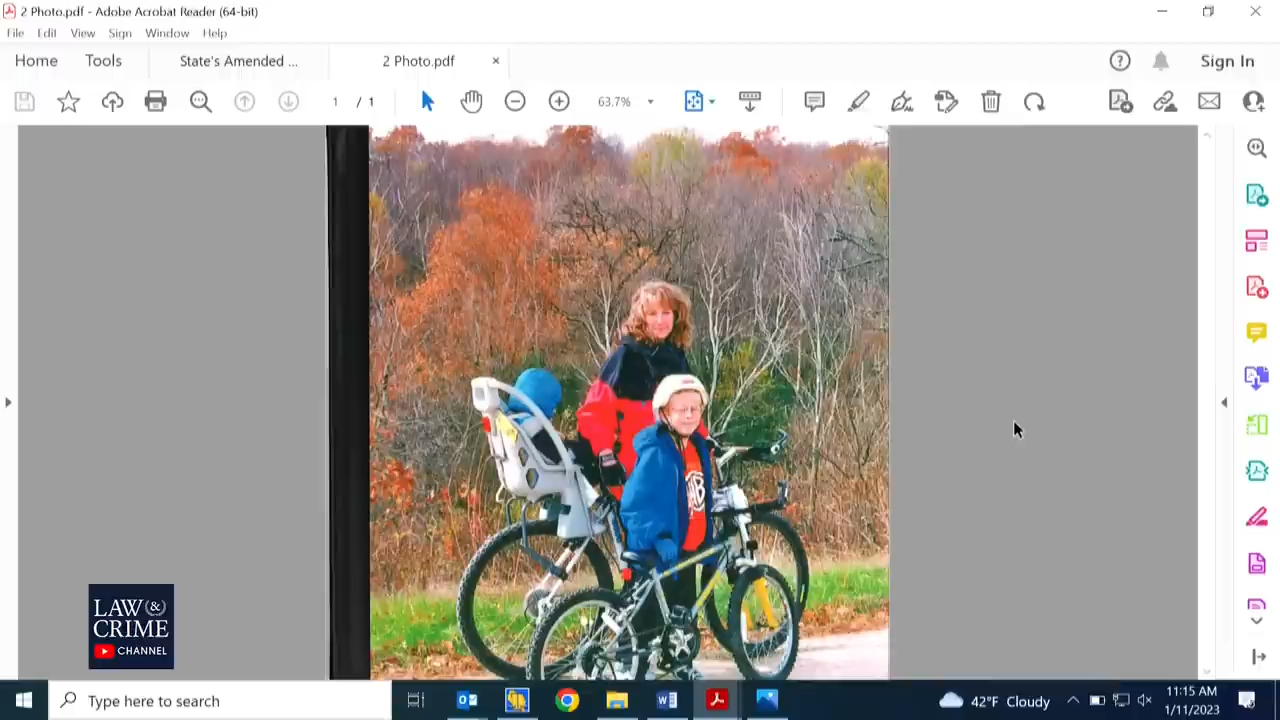 2 Photo.pdf - Adobe Acrobat Reader (64-bit)
File Edit View Sign Window Help
Home Tools State's Amended ... 2 Photo.pdf × Sign In
1 / 1 63.7%
LAW &
CRIME
CHANNEL
Type here to search
42°F Cloudy
11:15 AM
1/11/2023